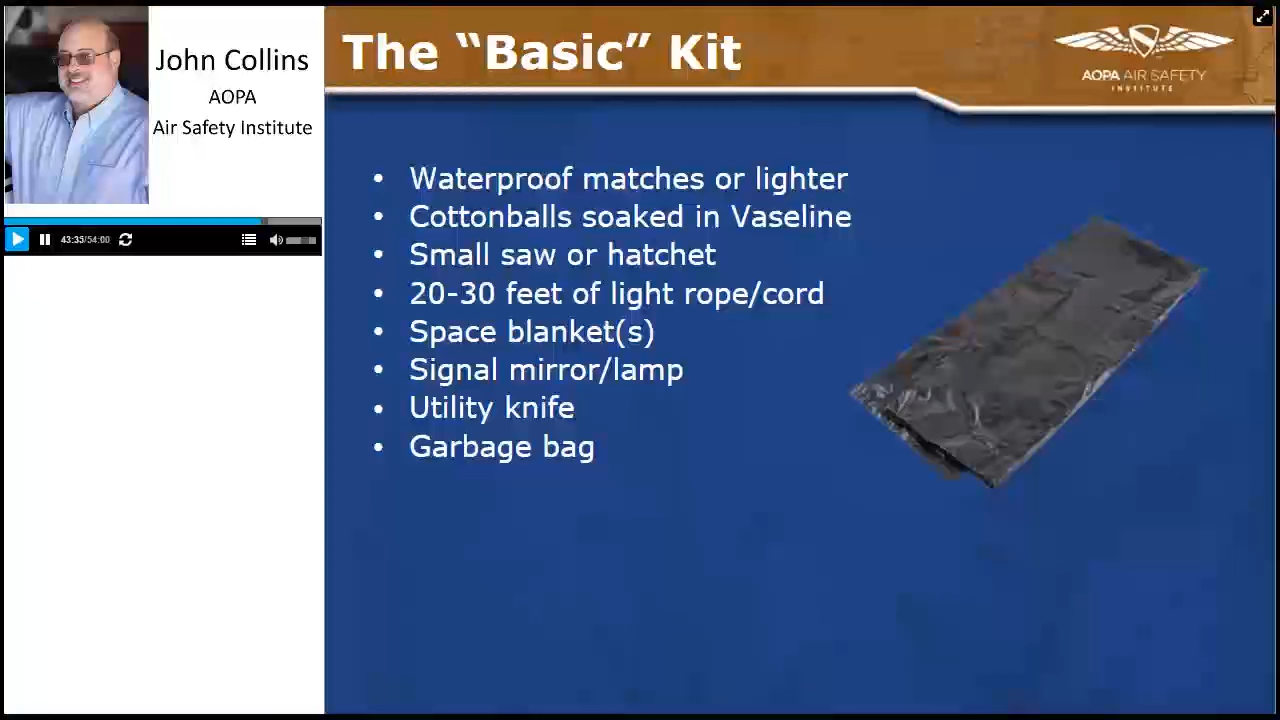 John Collins
AOPA
Air Safety Institute
43:35/54:00
The “Basic” Kit
AOPA AIR SAFETY
INSTITUTE
• Waterproof matches or lighter
• Cottonballs soaked in Vaseline
• Small saw or hatchet
• 20-30 feet of light rope/cord
• Space blanket(s)
• Signal mirror/lamp
• Utility knife
• Garbage bag